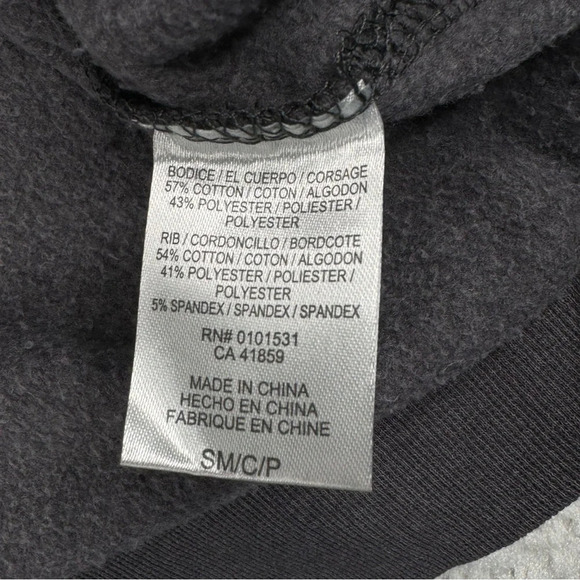 BODICE / EL CUERPO / CORSAGE
57% COTTON / COTON / ALGODON
43% POLYESTER / POLIESTER /
POLYESTER
RIB / CORDONCILLO / BORDCOTE
54% COTTON / COTON / ALGODON
41% POLYESTER / POLIESTER /
POLYESTER
5% SPANDEX / SPANDEX / SPANDEX
RN# 0101531
CA 41859
MADE IN CHINA
HECHO EN CHINA
FABRIQUE EN CHINE
SM/C/P